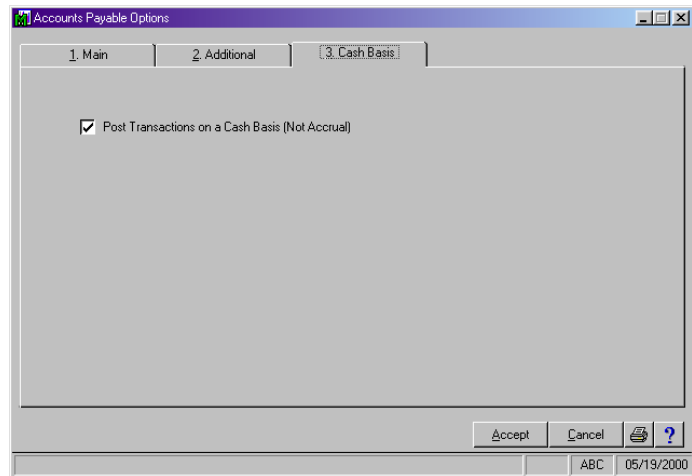 Accounts Payable Options
1. Main 2. Additional 3. Cash Basis
Post Transactions on a Cash Basis (Not Accrual)
Accept Cancel ?
ABC 05/19/2000